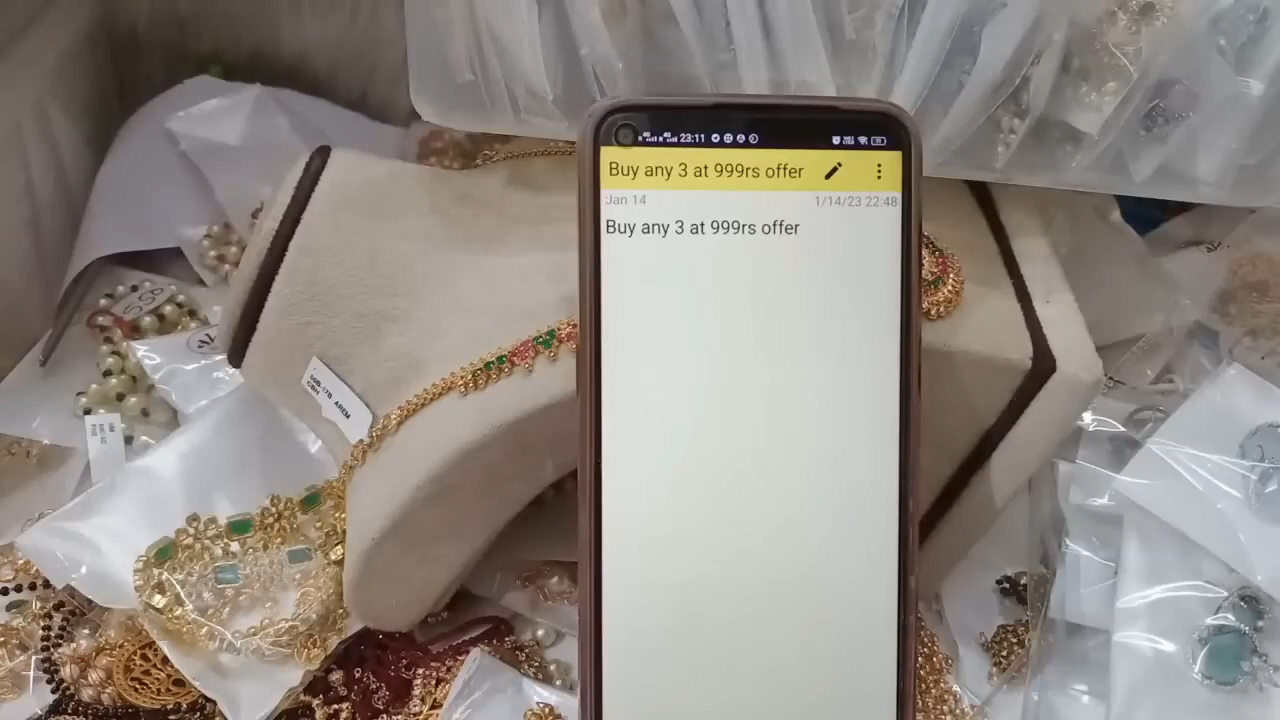 23:11
Buy any 3 at 999rs offer
Jan 14
1/14/23 22:48
Buy any 3 at 999rs offer